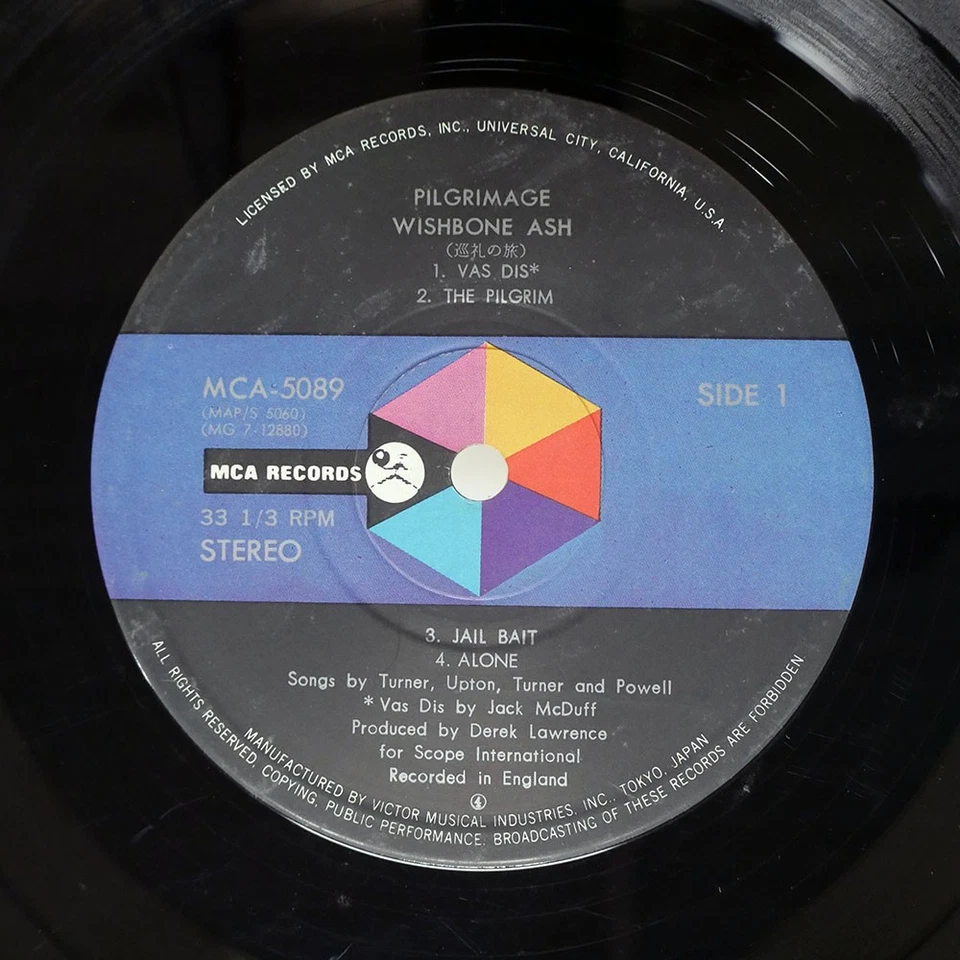 LICENSED BY MCA RECORDS, INC., UNIVERSAL CITY, CALIFORNIA, U.S.A.
PILGRIMAGE
WISHBONE ASH
(巡礼の旅)
1. VAS DIS*
2. THE PILGRIM
MCA-5089
(MAP/S 5060)
(MG 7-12880)
SIDE 1
MCA RECORDS
33 1/3 RPM
STEREO
3. JAIL BAIT
4. ALONE
Songs by Turner, Upton, Turner and Powell
* Vas Dis by Jack McDuff
Produced by Derek Lawrence
for Scope International
Recorded in England
MANUFACTURED BY VICTOR MUSICAL INDUSTRIES, INC., TOKYO, JAPAN
ALL RIGHTS RESERVED, COPYING, PUBLIC PERFORMANCE, BROADCASTING OF THESE RECORDS ARE FORBIDDEN